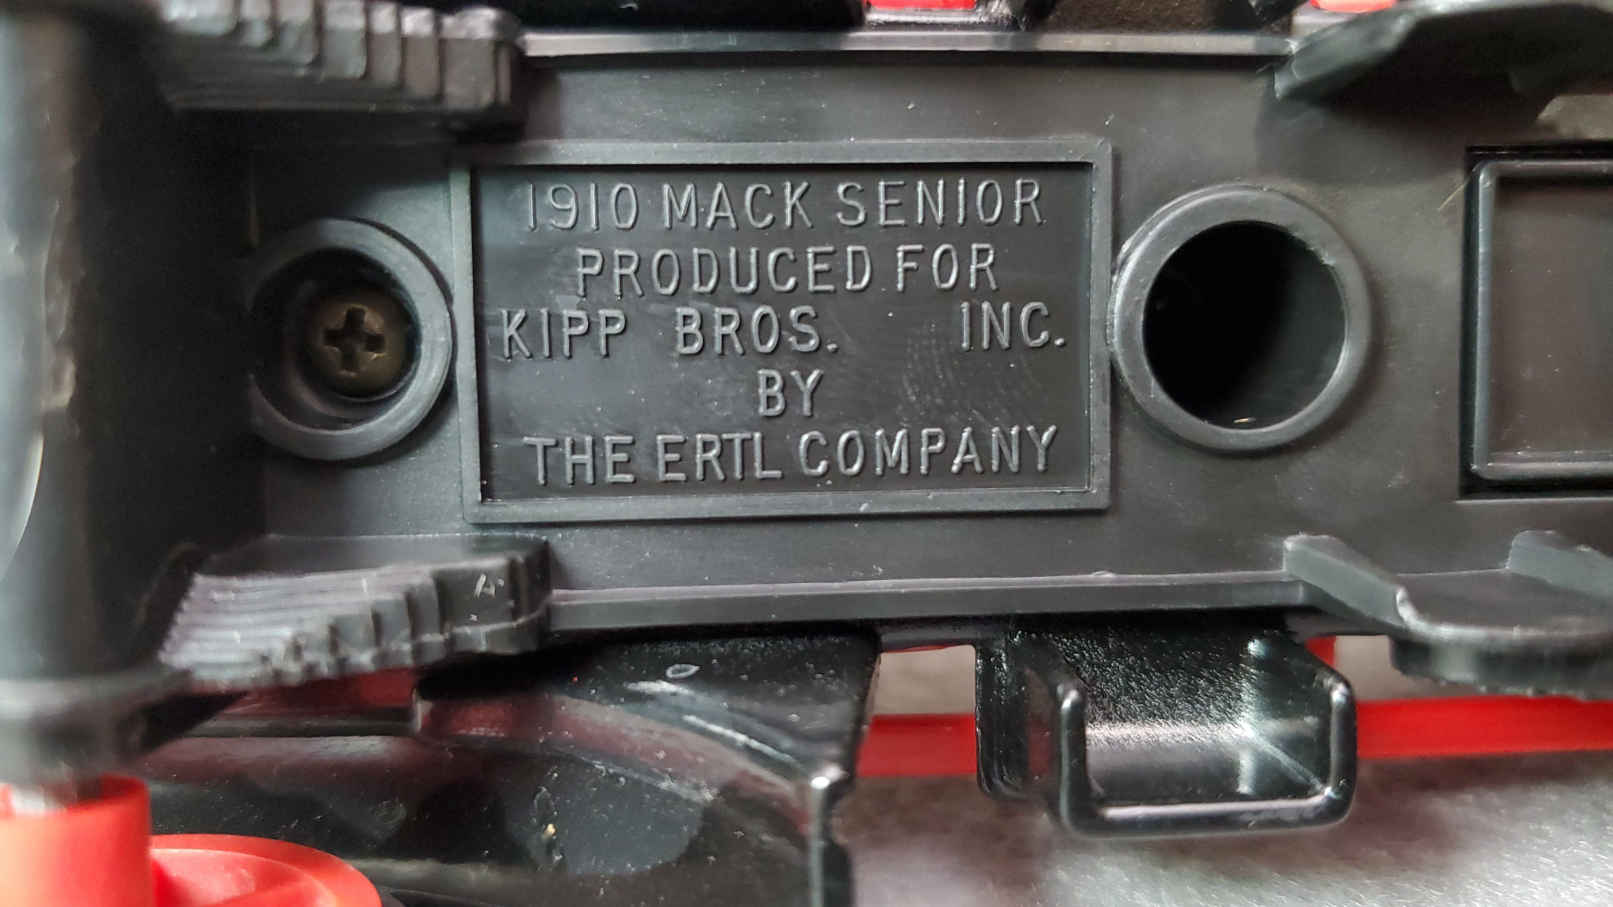 1910 MACK SENIOR
PRODUCED FOR
KIPP BROS. INC.
BY
THE ERTL COMPANY